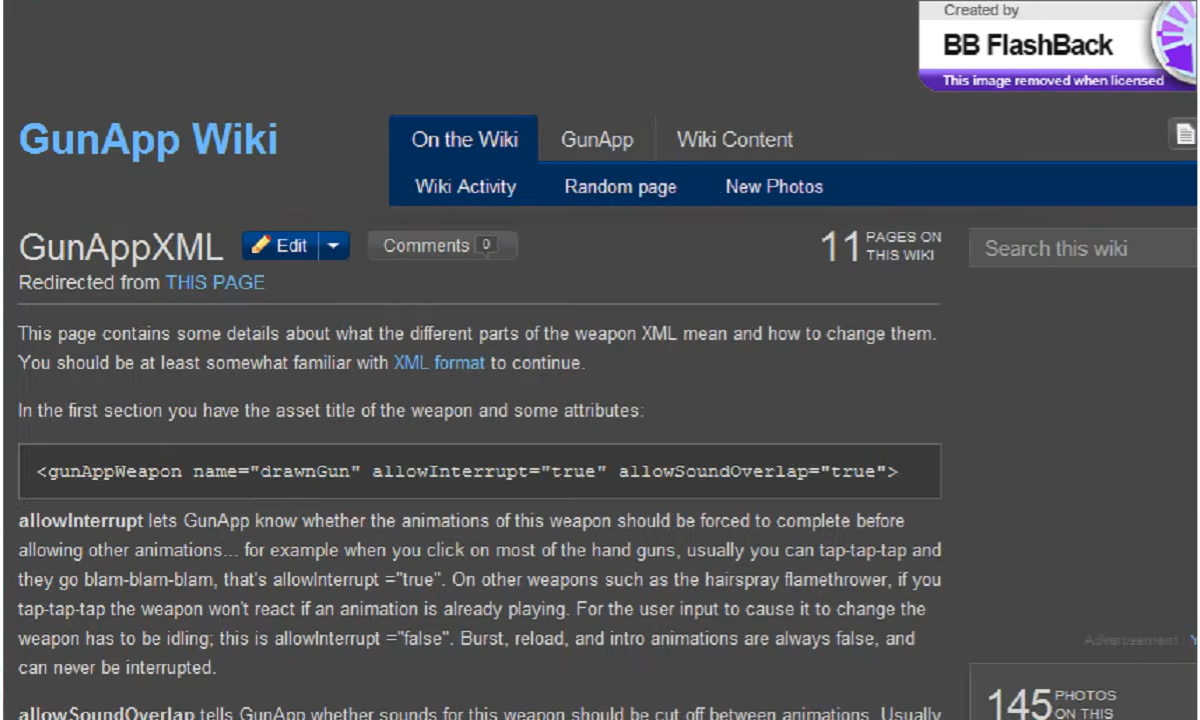 Created by
BB FlashBack
This image removed when licensed
GunApp Wiki
On the Wiki GunApp Wiki Content
Wiki Activity Random page New Photos
GunAppXML Edit Comments 0
11 PAGES ON THIS WIKI
Search this wiki
Redirected from THIS PAGE
This page contains some details about what the different parts of the weapon XML mean and how to change them.
You should be at least somewhat familiar with XML format to continue.
In the first section you have the asset title of the weapon and some attributes:
<gunAppWeapon name="drawnGun" allowInterrupt="true" allowSoundOverlap="true">
allowInterrupt lets GunApp know whether the animations of this weapon should be forced to complete before
allowing other animations... for example when you click on most of the hand guns, usually you can tap-tap-tap and
they go blam-blam-blam, that's allowInterrupt ="true". On other weapons such as the hairspray flamethrower, if you
tap-tap-tap the weapon won't react if an animation is already playing. For the user input to cause it to change the
weapon has to be idling; this is allowInterrupt ="false". Burst, reload, and intro animations are always false, and
can never be interrupted.
Advertisement |
145 PHOTOS ON THIS
allowSoundOverlap tells GunApp whether sounds for this weapon should be cut off between animations. Usually